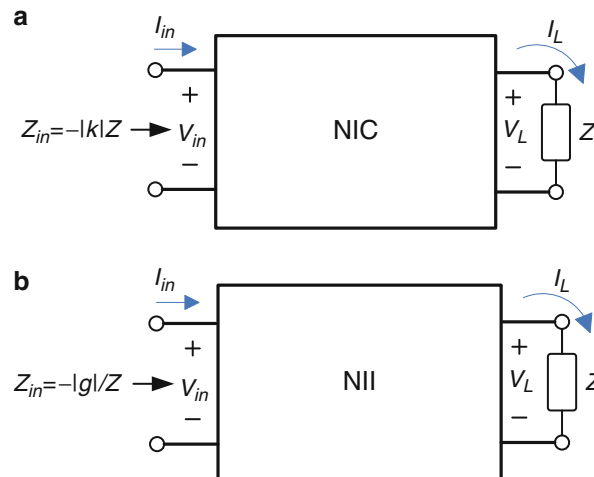 a
I_in
I_L
+
+
Z_in=−|k|Z
V_in
NIC
V_L
Z
−
−
b
I_in
I_L
+
+
Z_in=−|g|/Z
V_in
NII
V_L
Z
−
−